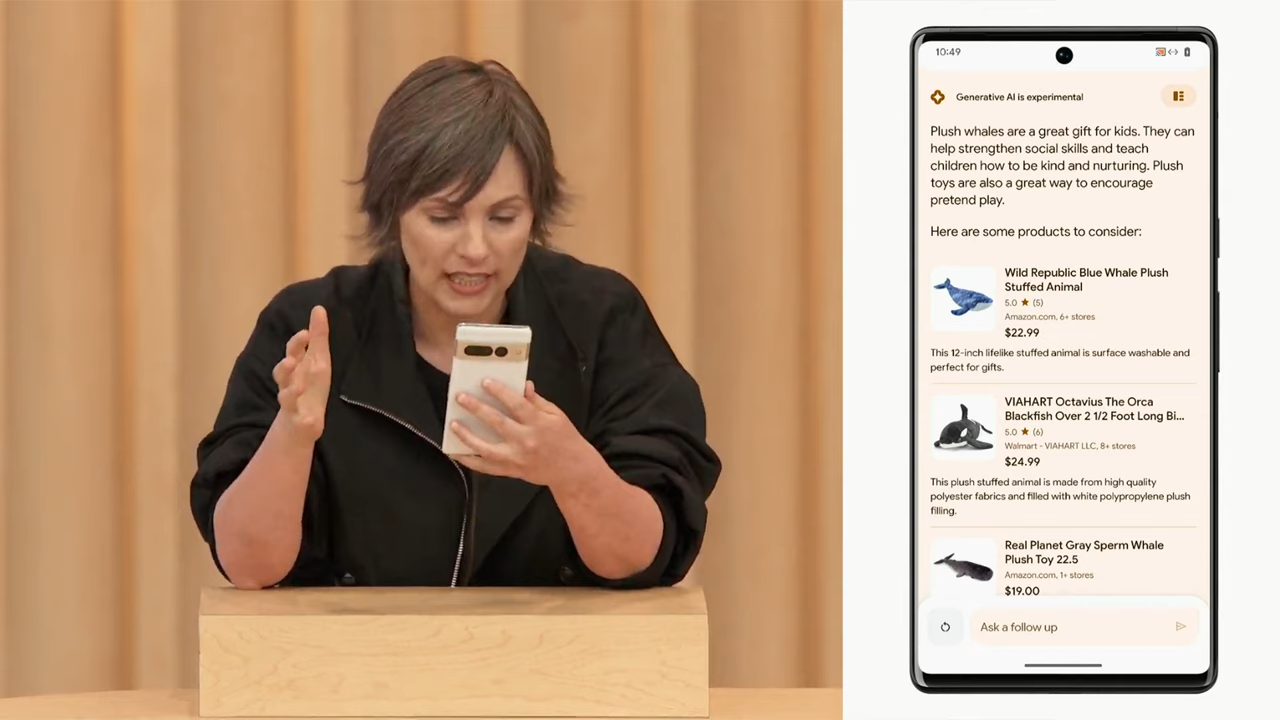 10:49
Generative AI is experimental
Plush whales are a great gift for kids. They can
help strengthen social skills and teach
children how to be kind and nurturing. Plush
toys are also a great way to encourage
pretend play.
Here are some products to consider:
Wild Republic Blue Whale Plush
Stuffed Animal
5.0 ★ (5)
Amazon.com, 6+ stores
$22.99
This 12-inch lifelike stuffed animal is surface washable and
perfect for gifts.
VIAHART Octavius The Orca
Blackfish Over 2 1/2 Foot Long Bi...
5.0 ★ (6)
Walmart - VIAHART LLC, 8+ stores
$24.99
This plush stuffed animal is made from high quality
polyester fabrics and filled with white polypropylene plush
filling.
Real Planet Gray Sperm Whale
Plush Toy 22.5
Amazon.com, 1+ stores
$19.00
Ask a follow up